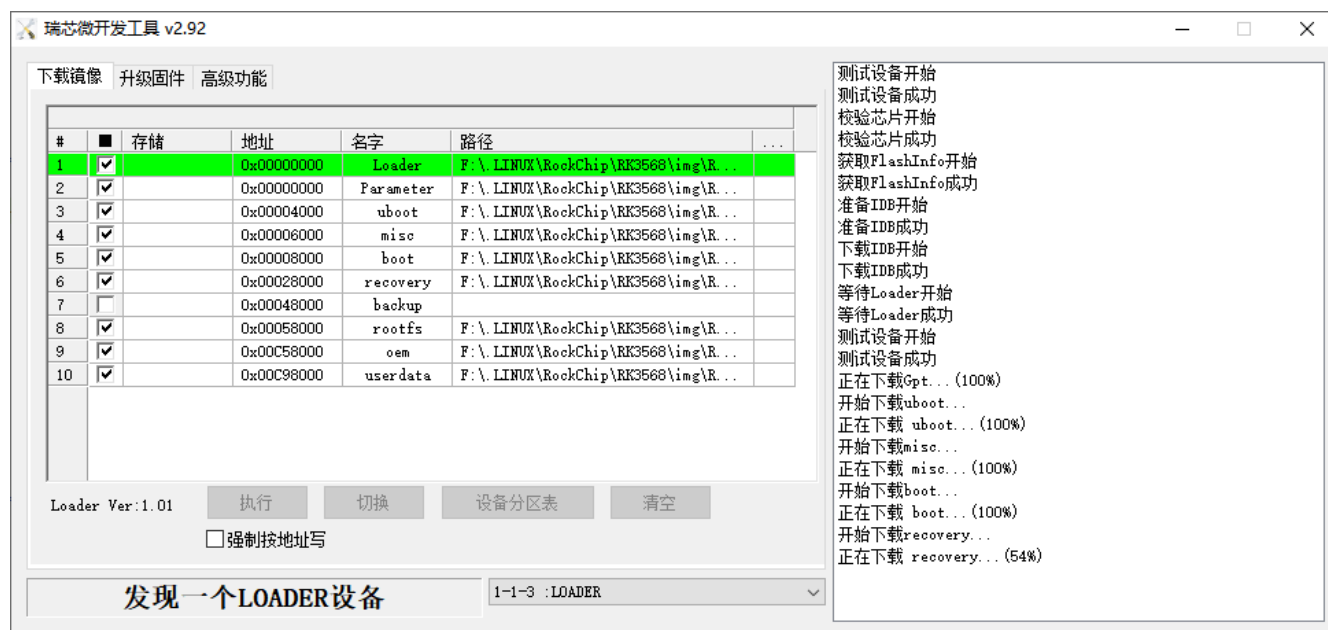 瑞芯微开发工具 v2.92
下载镜像 升级固件 高级功能
# 存储 地址 名字 路径 ...
1 0x00000000 Loader F:\.LINUX\RockChip\RK3568\img\R...
2 0x00000000 Parameter F:\.LINUX\RockChip\RK3568\img\R...
3 0x00004000 uboot F:\.LINUX\RockChip\RK3568\img\R...
4 0x00006000 misc F:\.LINUX\RockChip\RK3568\img\R...
5 0x00008000 boot F:\.LINUX\RockChip\RK3568\img\R...
6 0x00028000 recovery F:\.LINUX\RockChip\RK3568\img\R...
7 0x00048000 backup
8 0x00058000 rootfs F:\.LINUX\RockChip\RK3568\img\R...
9 0x00C58000 oem F:\.LINUX\RockChip\RK3568\img\R...
10 0x00C98000 userdata F:\.LINUX\RockChip\RK3568\img\R...
Loader Ver:1.01 执行 切换 设备分区表 清空
强制按地址写
发现一个LOADER设备 1-1-3 :LOADER
测试设备开始
测试设备成功
校验芯片开始
校验芯片成功
获取FlashInfo开始
获取FlashInfo成功
准备IDB开始
准备IDB成功
下载IDB开始
下载IDB成功
等待Loader开始
等待Loader成功
测试设备开始
测试设备成功
正在下载Gpt...(100%)
开始下载uboot...
正在下载 uboot...(100%)
开始下载misc...
正在下载 misc...(100%)
开始下载boot...
正在下载 boot...(100%)
开始下载recovery...
正在下载 recovery...(54%)